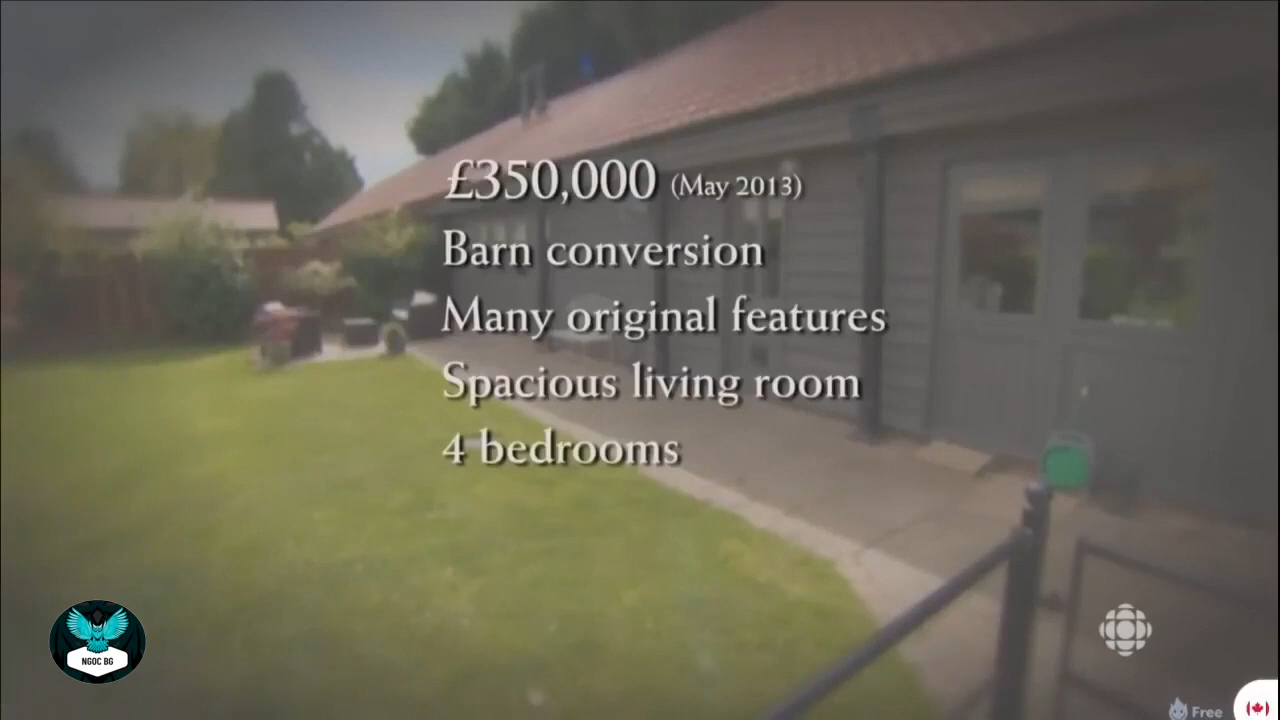 £350,000 (May 2013)
Barn conversion
Many original features
Spacious living room
4 bedrooms
NGOC BG
Free